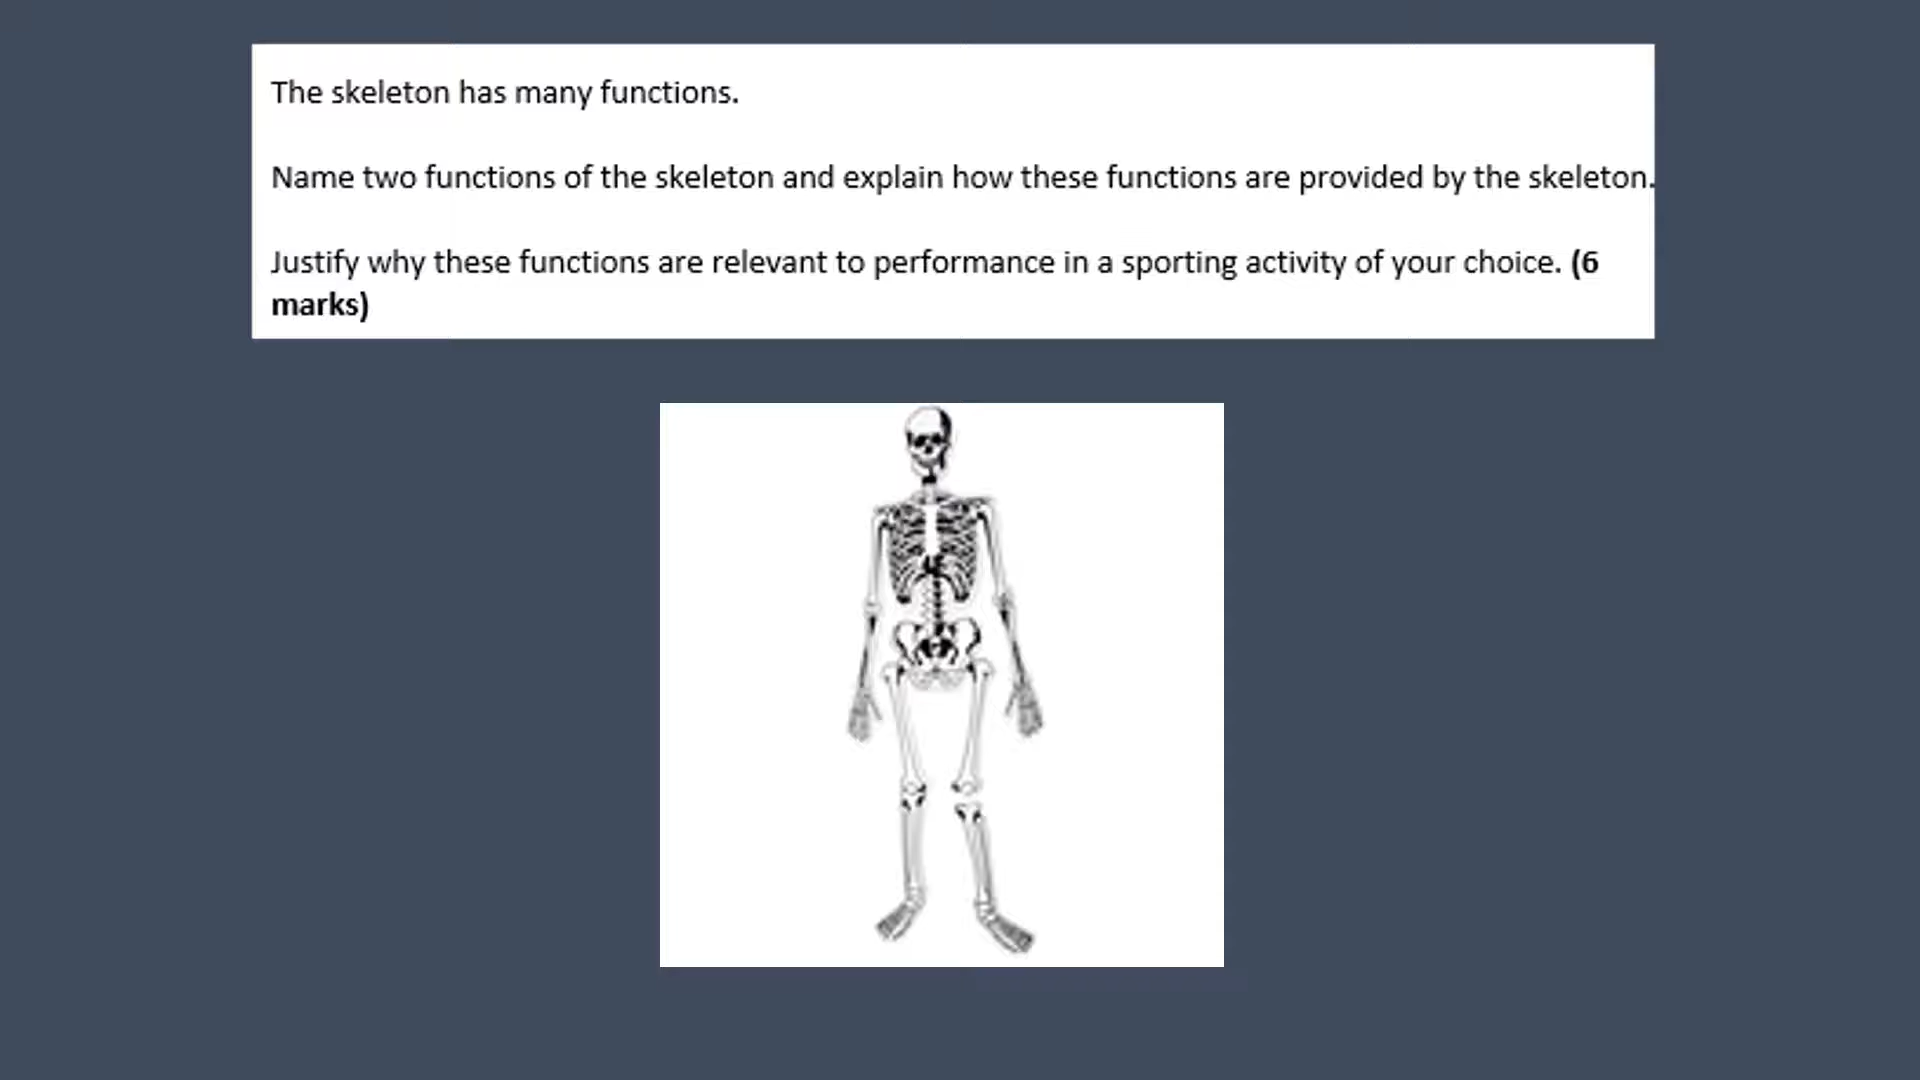 The skeleton has many functions.
Name two functions of the skeleton and explain how these functions are provided by the skeleton.
Justify why these functions are relevant to performance in a sporting activity of your choice. (6
marks)